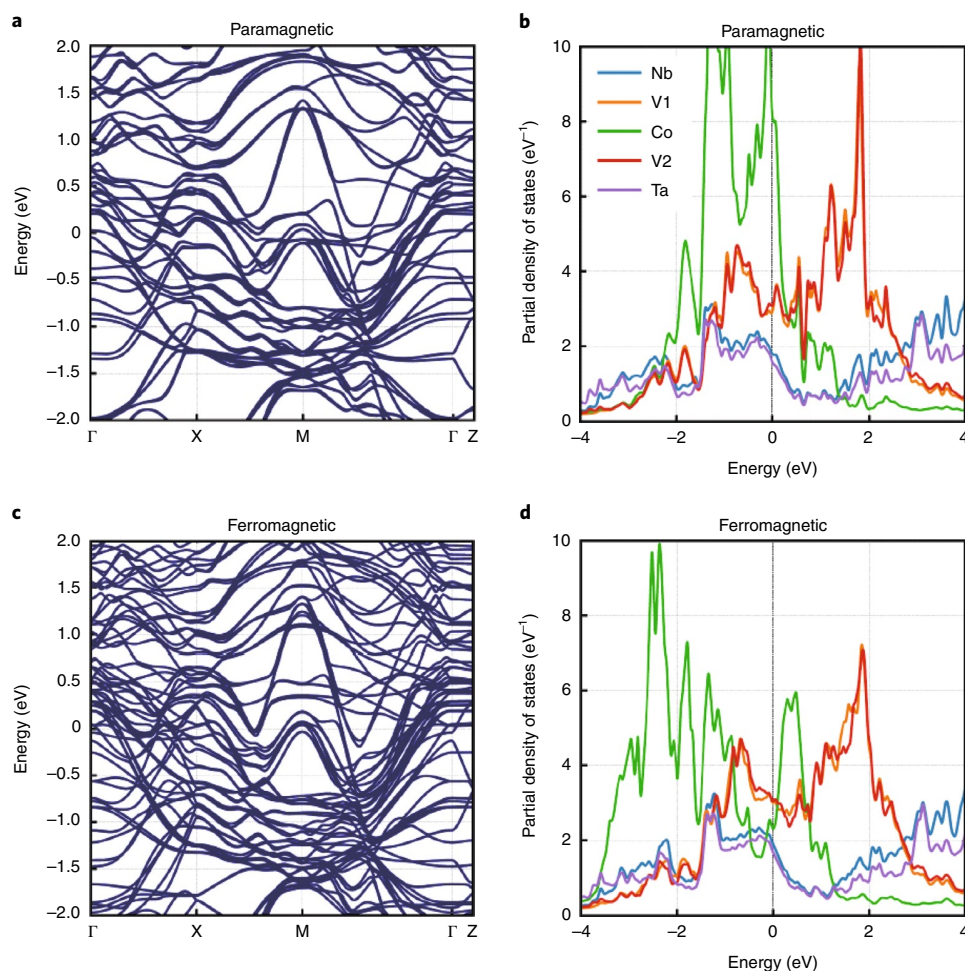 a
Paramagnetic
2.0
1.5
1.0
0.5
0
–0.5
–1.0
–1.5
–2.0
Energy (eV)
Γ X M Γ Z
b
Paramagnetic
10
8
6
4
2
0
Partial density of states (eV⁻¹)
Nb
V1
Co
V2
Ta
–4 –2 0 2 4
Energy (eV)
c
Ferromagnetic
2.0
1.5
1.0
0.5
0
–0.5
–1.0
–1.5
–2.0
Energy (eV)
Γ X M Γ Z
d
Ferromagnetic
10
8
6
4
2
0
Partial density of states (eV⁻¹)
–4 –2 0 2 4
Energy (eV)